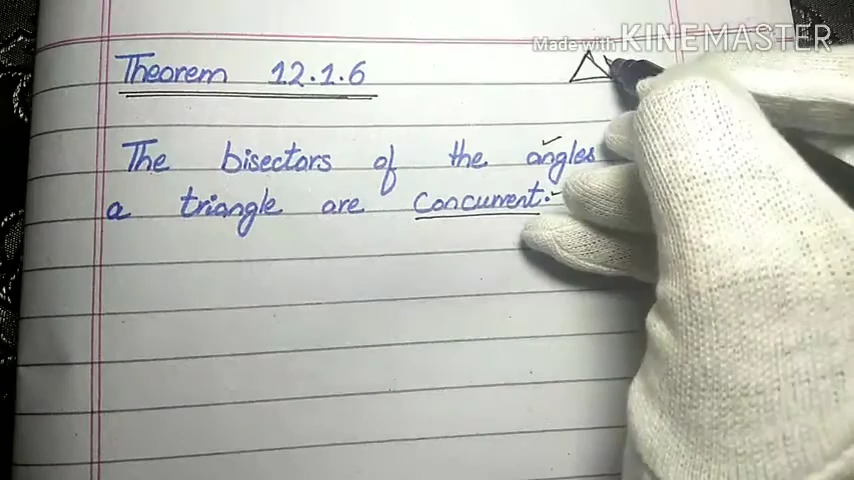 Made with KINEMASTER
Theorem 12.1.6
The bisectors of the angles
a triangle are concurrent.